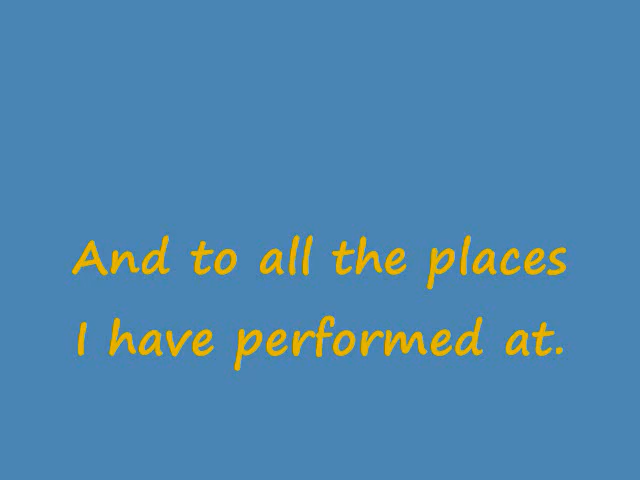 And to all the places
I have performed at.